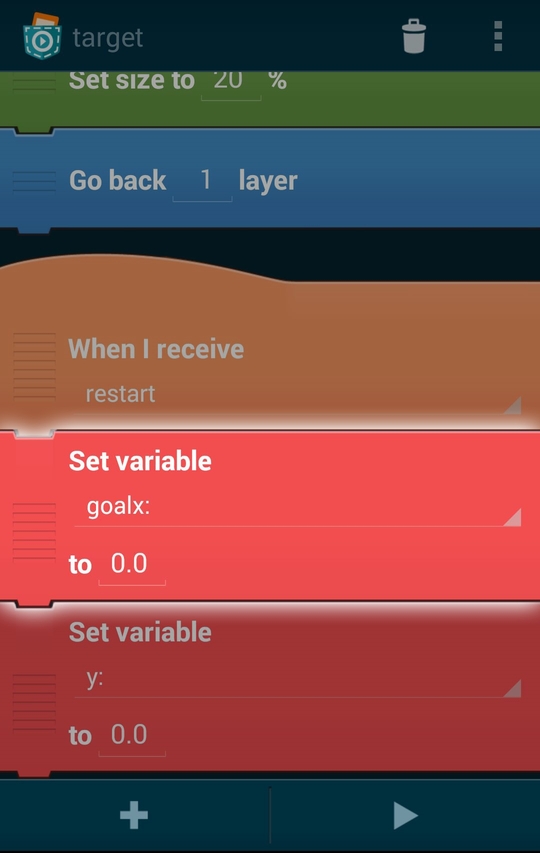 target
Set size to 20 %
Go back 1 layer
When I receive
restart
Set variable
goalx:
to 0.0
Set variable
y:
to 0.0